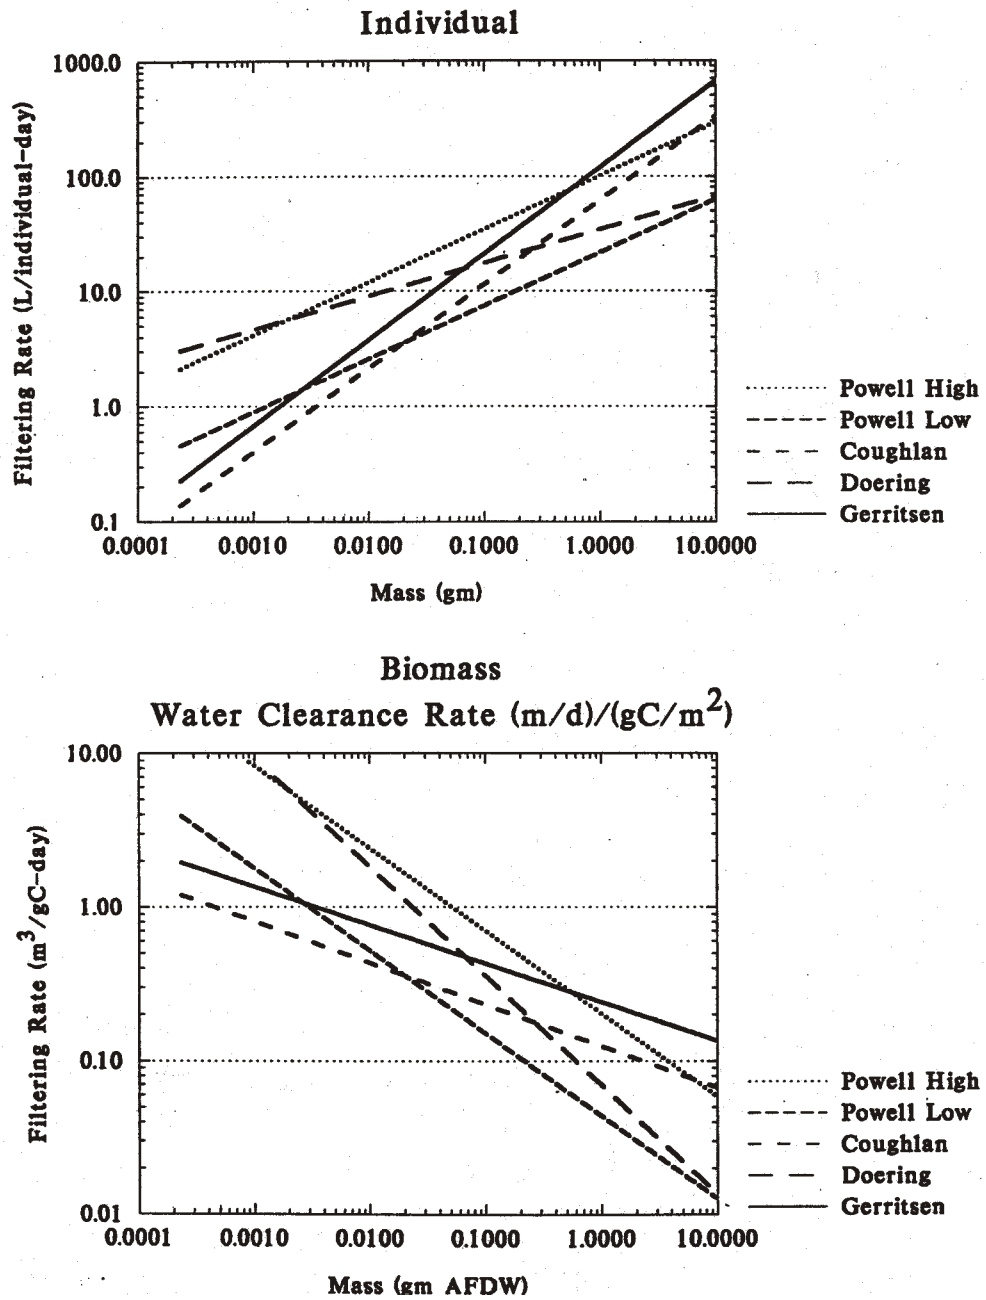 Individual
Filtering Rate (L/individual-day)
1000.0
100.0
10.0
1.0
0.1
0.0001 0.0010 0.0100 0.1000 1.0000 10.0000
Mass (gm)
Powell High
Powell Low
Coughlan
Doering
Gerritsen
Biomass
Water Clearance Rate (m/d)/(gC/m²)
Filtering Rate (m³/gC-day)
10.00
1.00
0.10
0.01
0.0001 0.0010 0.0100 0.1000 1.0000 10.0000
Mass (gm AFDW)
Powell High
Powell Low
Coughlan
Doering
Gerritsen